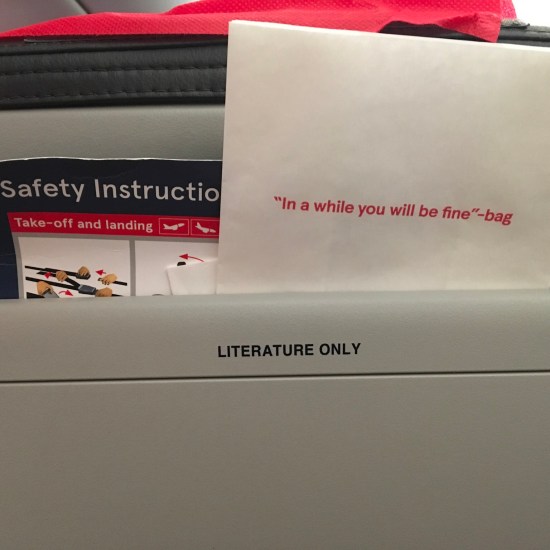 "In a while you will be fine"-bag
Safety Instructio
Take-off and landing
LITERATURE ONLY